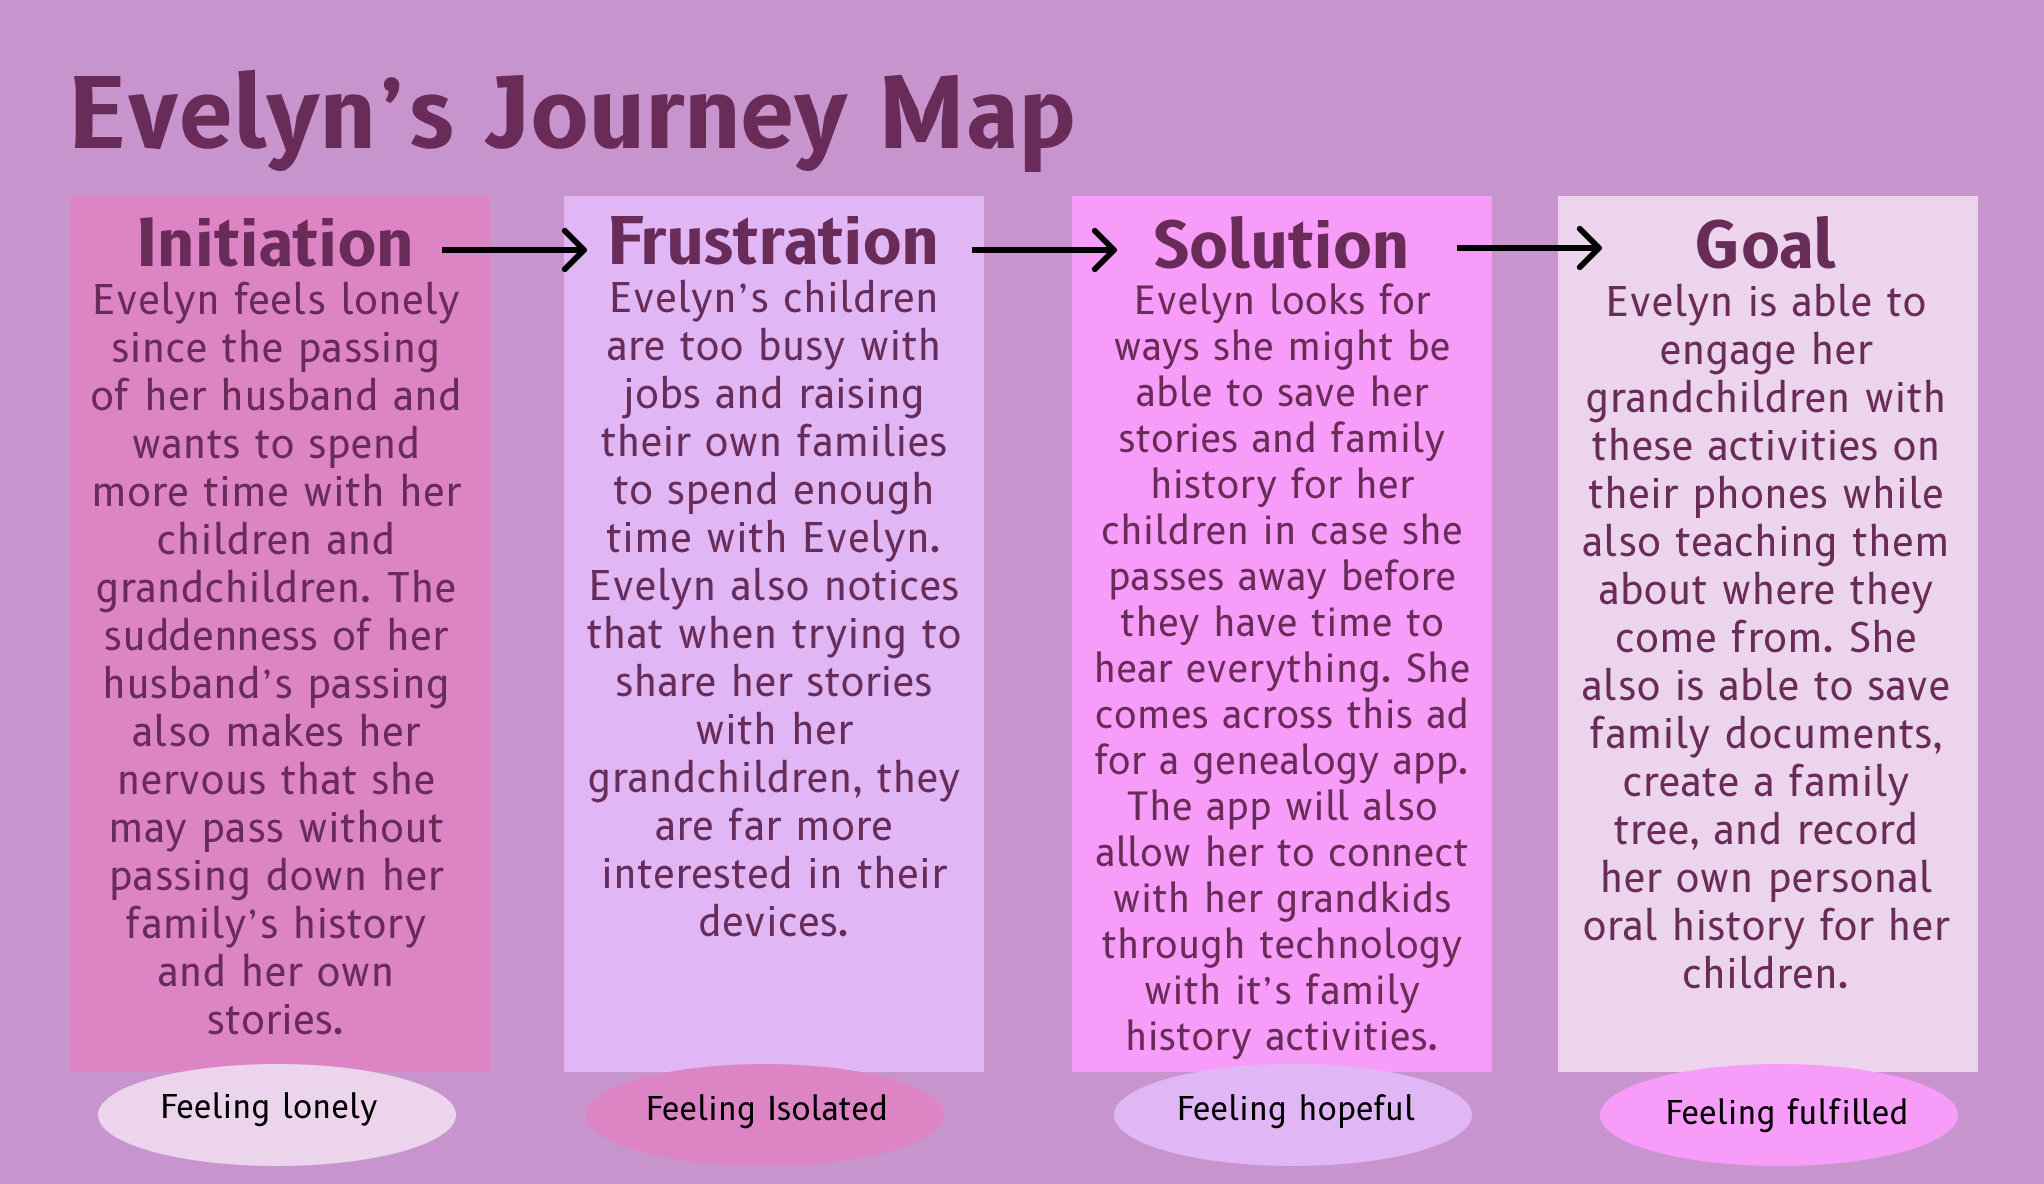 Evelyn’s Journey Map
Initiation
Evelyn feels lonely
since the passing
of her husband and
wants to spend
more time with her
children and
grandchildren. The
suddenness of her
husband’s passing
also makes her
nervous that she
may pass without
passing down her
family’s history
and her own
stories.
Feeling lonely
Frustration
Evelyn’s children
are too busy with
jobs and raising
their own families
to spend enough
time with Evelyn.
Evelyn also notices
that when trying to
share her stories
with her
grandchildren, they
are far more
interested in their
devices.
Feeling Isolated
Solution
Evelyn looks for
ways she might be
able to save her
stories and family
history for her
children in case she
passes away before
they have time to
hear everything. She
comes across this ad
for a genealogy app.
The app will also
allow her to connect
with her grandkids
through technology
with it’s family
history activities.
Feeling hopeful
Goal
Evelyn is able to
engage her
grandchildren with
these activities on
their phones while
also teaching them
about where they
come from. She
also is able to save
family documents,
create a family
tree, and record
her own personal
oral history for her
children.
Feeling fulfilled